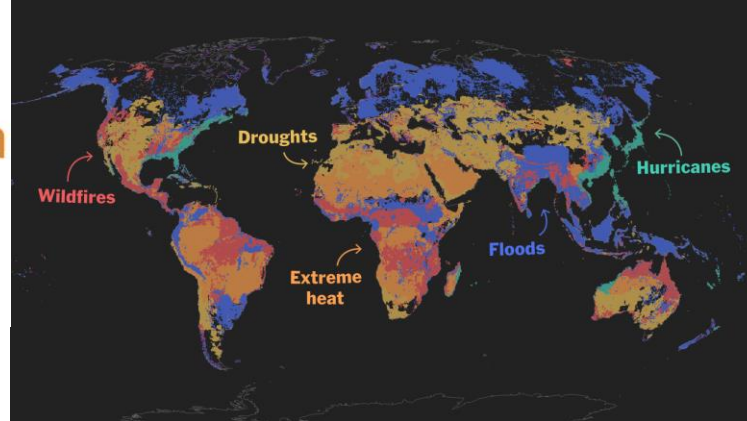 Droughts
Wildfires
Hurricanes
Floods
Extreme
heat